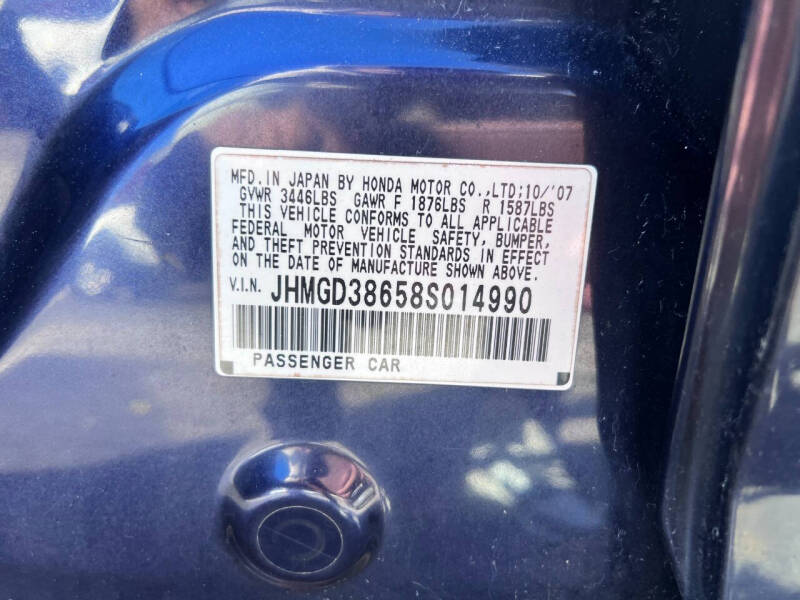 MFD. IN JAPAN BY HONDA MOTOR CO., LTD; 10/'07
GVWR 3446LBS GAWR F 1876LBS R 1587LBS
THIS VEHICLE CONFORMS TO ALL APPLICABLE
FEDERAL MOTOR VEHICLE SAFETY, BUMPER,
AND THEFT PREVENTION STANDARDS IN EFFECT
ON THE DATE OF MANUFACTURE SHOWN ABOVE.
V.I.N. JHMGD38658S014990
PASSENGER CAR